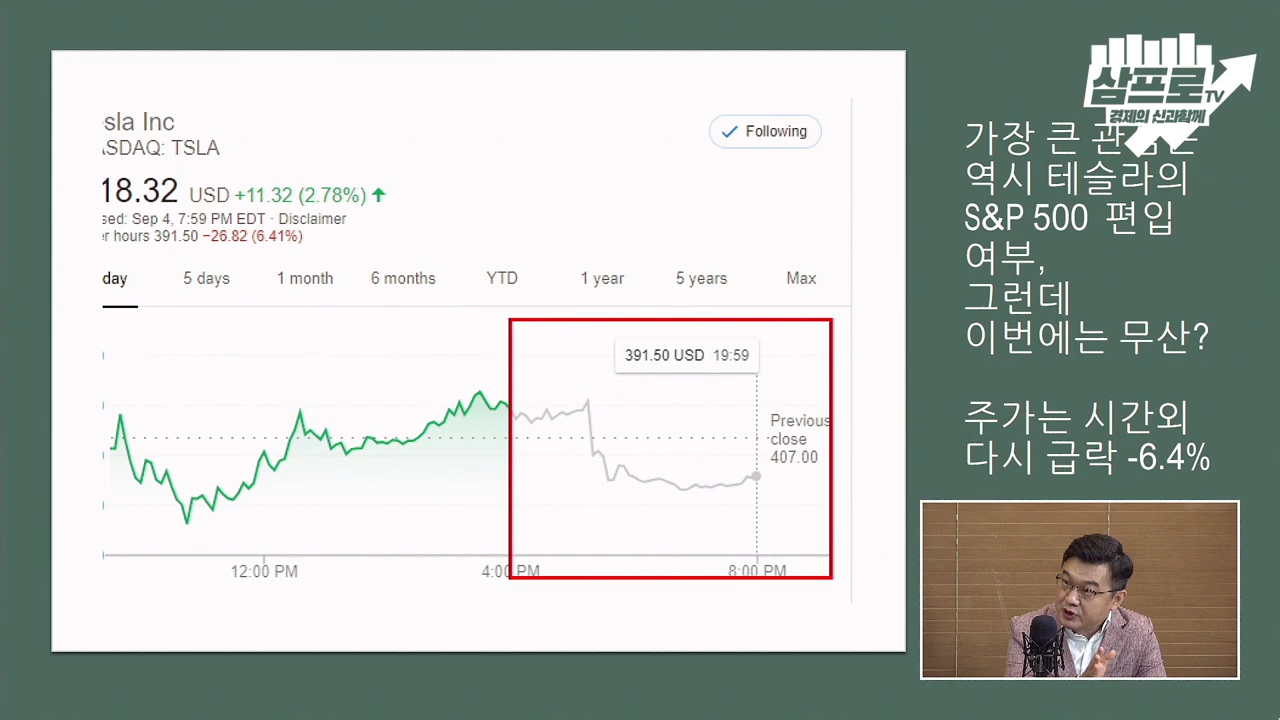 sla Inc
ASDAQ: TSLA
Following
18.32 USD +11.32 (2.78%)
sed: Sep 4, 7:59 PM EDT · Disclaimer
r hours 391.50 −26.82 (6.41%)
day 5 days 1 month 6 months YTD 1 year 5 years Max
391.50 USD 19:59
Previous
close
407.00
12:00 PM 4:00 PM 8:00 PM
삼프로TV
경제의 신과함께
가장 큰
역시 테슬라의
S&P 500 편입
여부,
그런데
이번에는 무산?
주가는 시간외
다시 급락 -6.4%